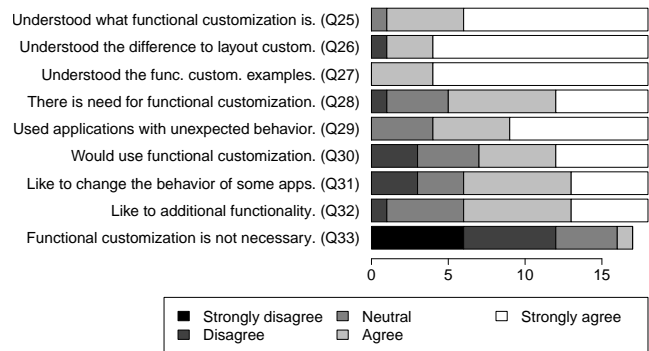 Understood what functional customization is. (Q25)
Understood the difference to layout custom. (Q26)
Understood the func. custom. examples. (Q27)
There is need for functional customization. (Q28)
Used applications with unexpected behavior. (Q29)
Would use functional customization. (Q30)
Like to change the behavior of some apps. (Q31)
Like to additional functionality. (Q32)
Functional customization is not necessary. (Q33)
0 5 10 15
Strongly disagree Neutral Strongly agree
Disagree Agree